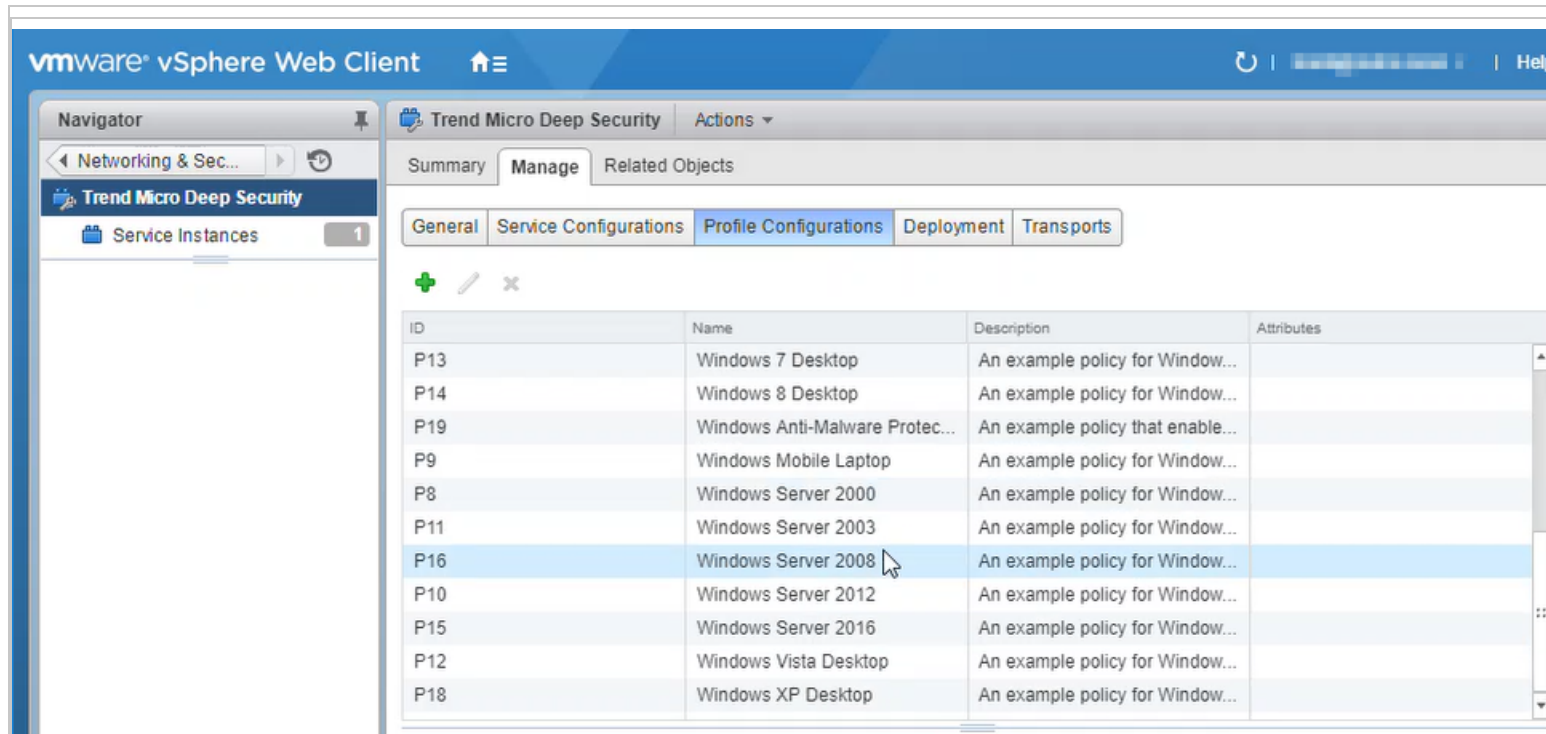 vmware® vSphere Web Client
| | Help
Navigator
Networking & Sec...
Trend Micro Deep Security
Service Instances 1
Trend Micro Deep Security Actions
Summary Manage Related Objects
General Service Configurations Profile Configurations Deployment Transports
ID Name Description Attributes
P13 Windows 7 Desktop An example policy for Window...
P14 Windows 8 Desktop An example policy for Window...
P19 Windows Anti-Malware Protec... An example policy that enable...
P9 Windows Mobile Laptop An example policy for Window...
P8 Windows Server 2000 An example policy for Window...
P11 Windows Server 2003 An example policy for Window...
P16 Windows Server 2008 An example policy for Window...
P10 Windows Server 2012 An example policy for Window...
P15 Windows Server 2016 An example policy for Window...
P12 Windows Vista Desktop An example policy for Window...
P18 Windows XP Desktop An example policy for Window...